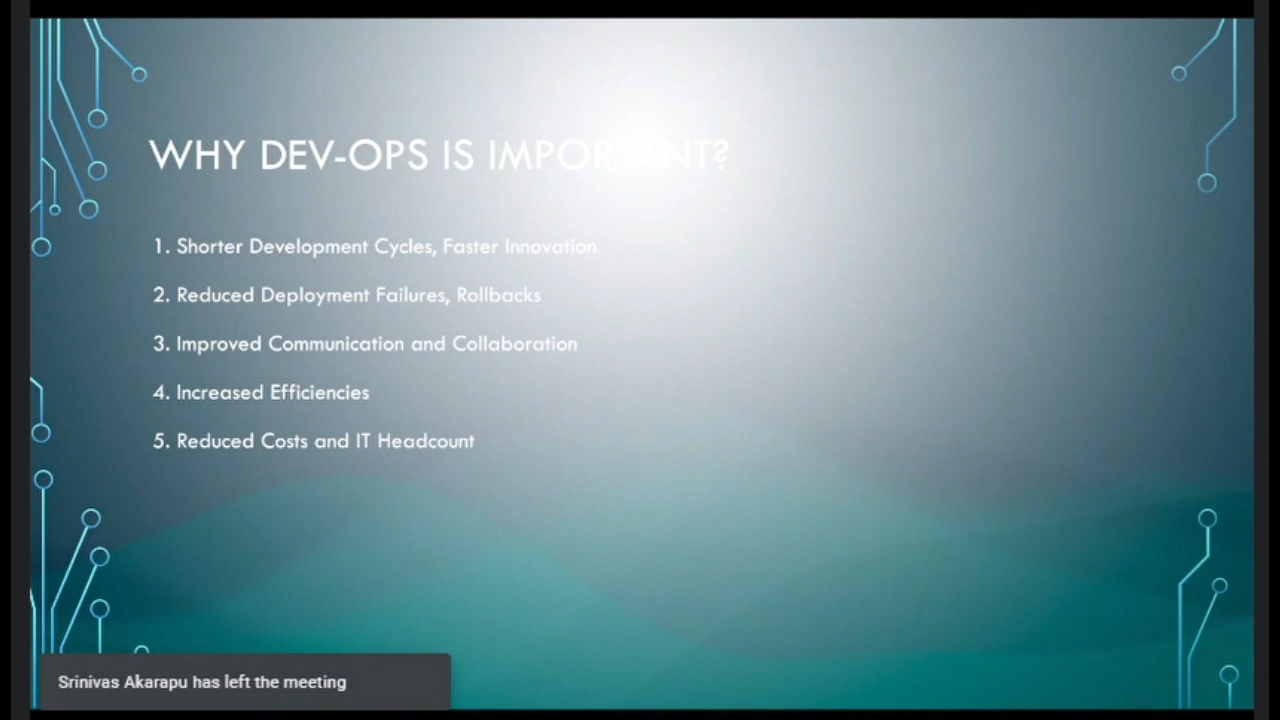 WHY DEV-OPS IS IMPORTANT?
1. Shorter Development Cycles, Faster Innovation
2. Reduced Deployment Failures, Rollbacks
3. Improved Communication and Collaboration
4. Increased Efficiencies
5. Reduced Costs and IT Headcount
Srinivas Akarapu has left the meeting